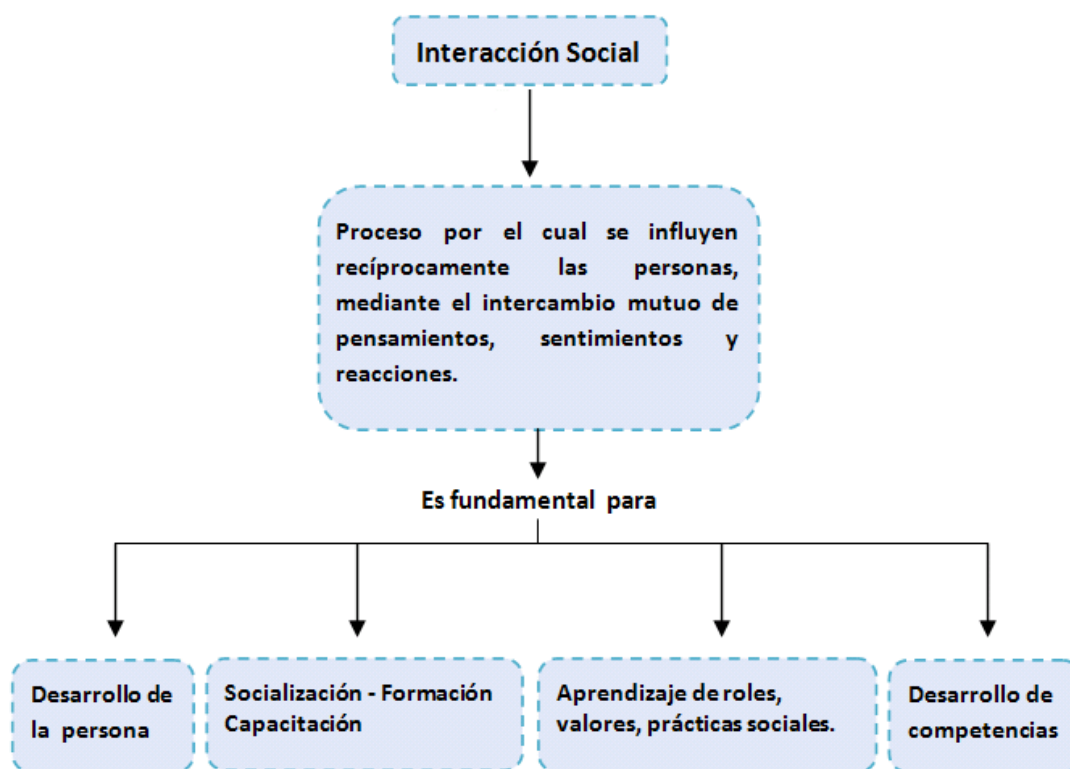 Interacción Social
Proceso por el cual se influyen
recíprocamente las personas,
mediante el intercambio mutuo de
pensamientos, sentimientos y
reacciones.
Es fundamental para
Desarrollo de
la persona
Socialización - Formación
Capacitación
Aprendizaje de roles,
valores, prácticas sociales.
Desarrollo de
competencias